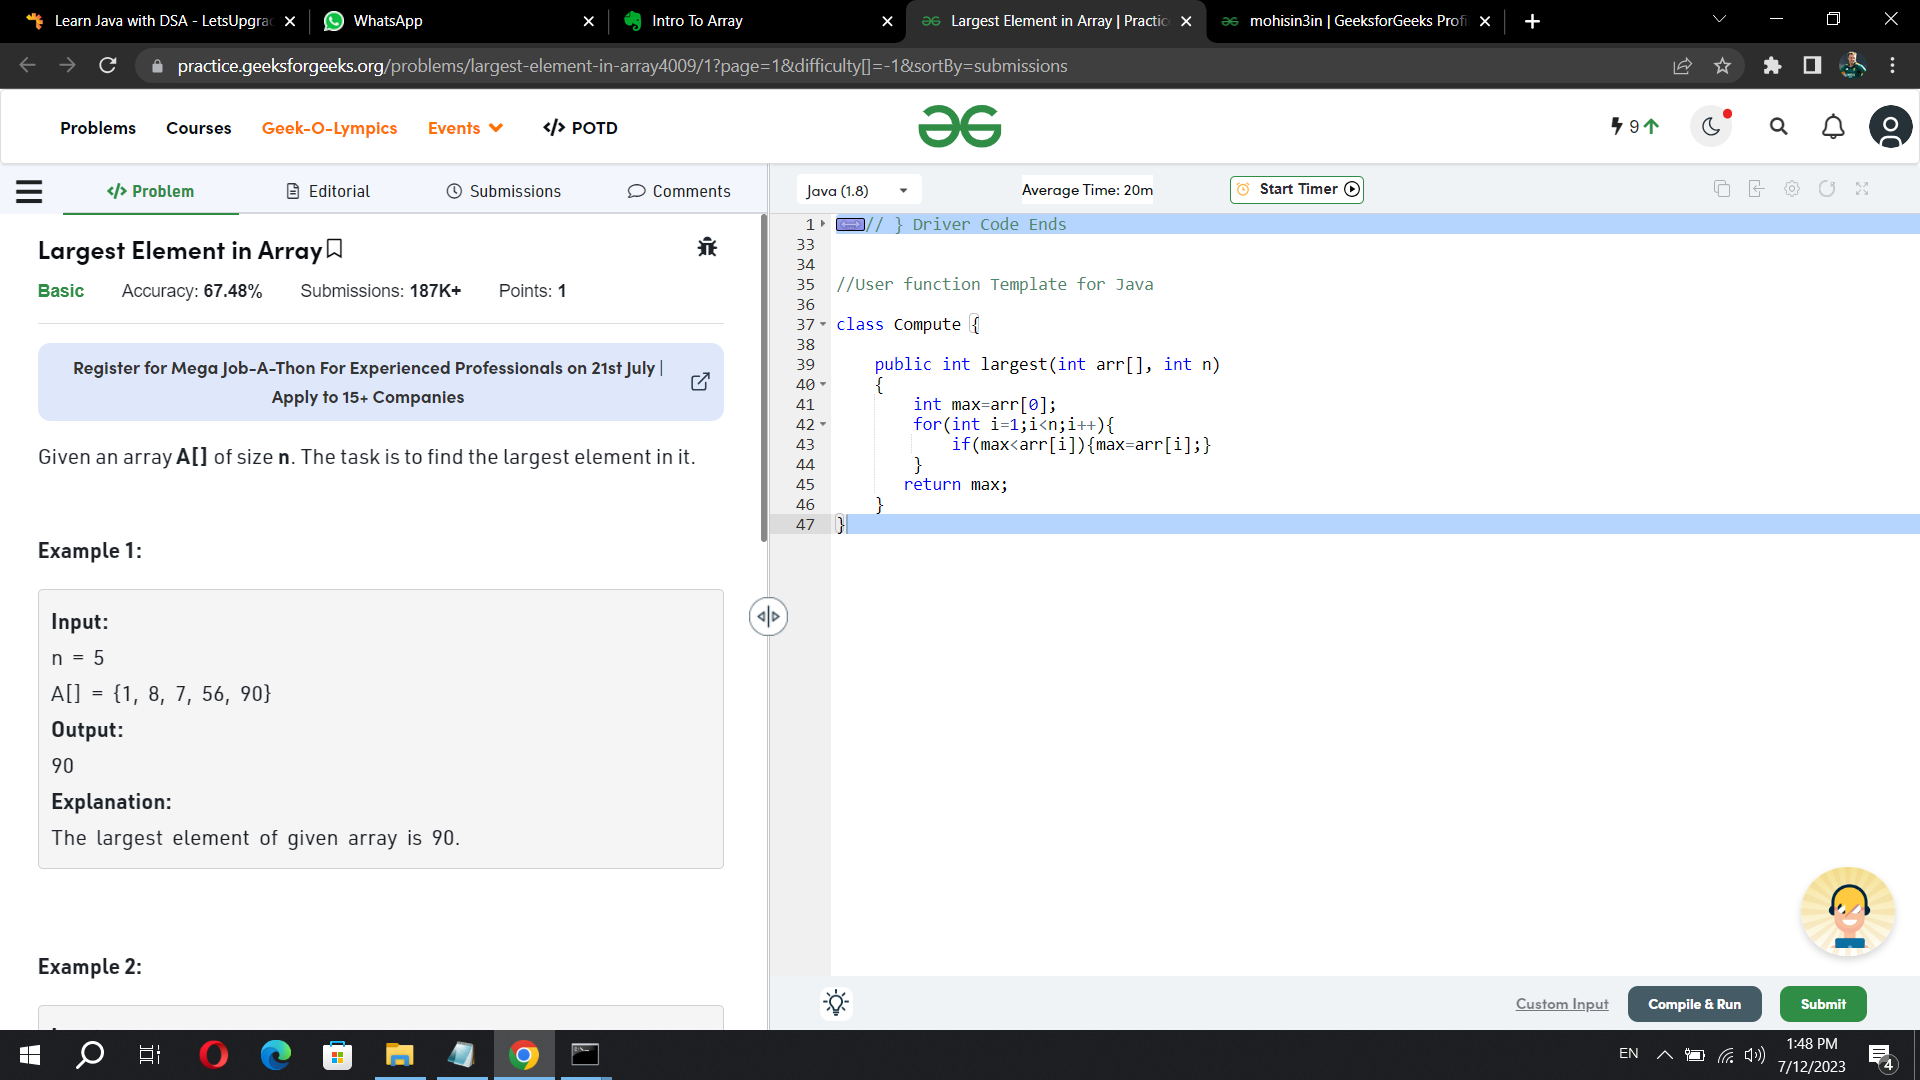 Learn Java with DSA - LetsUpgra
WhatsApp
Intro To Array
Largest Element in Array | Practic
mohisin3in | GeeksforGeeks Profi
practice.geeksforgeeks.org/problems/largest-element-in-array4009/1?page=1&difficulty[]=-1&sortBy=submissions
Problems
Courses
Geek-O-Lympics
Events
</> POTD
9
</> Problem
Editorial
Submissions
Comments
Java (1.8)
Average Time: 20m
Start Timer
Largest Element in Array
Basic
Accuracy: 67.48%
Submissions: 187K+
Points: 1
Register for Mega Job-A-Thon For Experienced Professionals on 21st July |
Apply to 15+ Companies
Given an array A[] of size n. The task is to find the largest element in it.
Example 1:
Input:
n = 5
A[] = {1, 8, 7, 56, 90}
Output:
90
Explanation:
The largest element of given array is 90.
Example 2:
1 // } Driver Code Ends
33
34
35 //User function Template for Java
36
37 class Compute {
38
39 public int largest(int arr[], int n)
40 {
41 int max=arr[0];
42 for(int i=1;i<n;i++){
43 if(max<arr[i]){max=arr[i];}
44 }
45 return max;
46 }
47 }
Custom Input
Compile & Run
Submit
EN
1:48 PM
7/12/2023
4